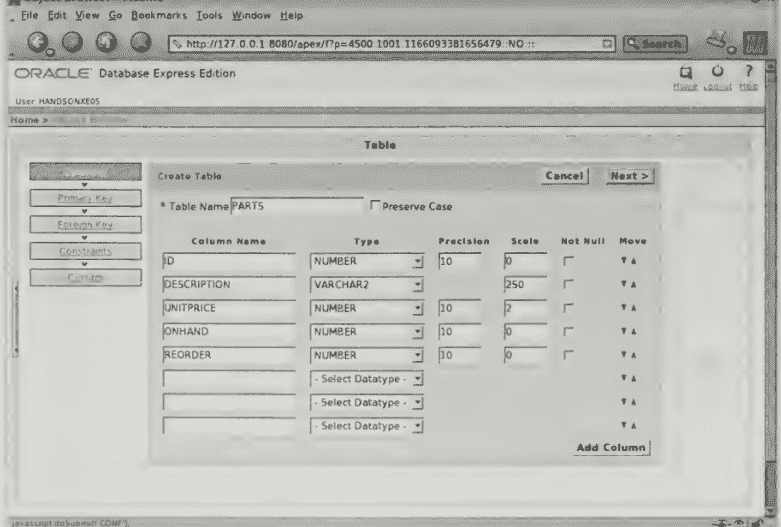 File Edit View Go Bookmarks Tools Window Help
http://127.0.0.1:8080/apex/f?p=4500:1001:1166093381656479::NO::
Search
ORACLE Database Express Edition
Home Logout Help
User HANDSONXE05
Home >
Table
Create Table
Cancel Next >
Primary Key
Foreign Key
Constraints
Confirm
* Table Name PARTS Preserve Case
Column Name Type Precision Scale Not Null Move
ID NUMBER 10 0
DESCRIPTION VARCHAR2 250
UNITPRICE NUMBER 10 2
ONHAND NUMBER 10 0
REORDER NUMBER 10 0
- Select Datatype -
- Select Datatype -
- Select Datatype -
Add Column